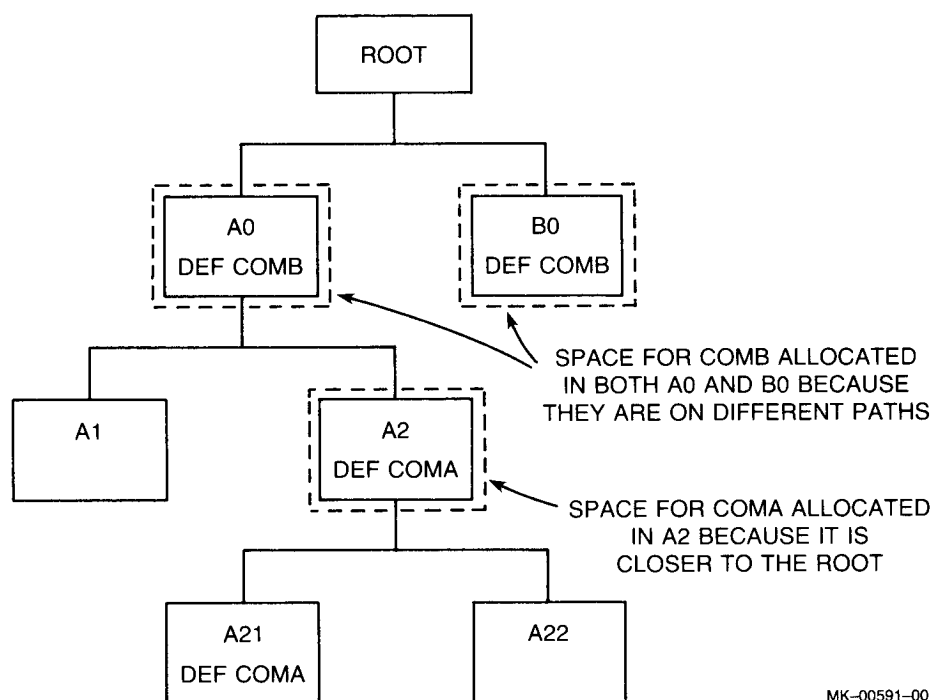 ROOT
A0
DEF COMB
B0
DEF COMB
SPACE FOR COMB ALLOCATED
IN BOTH A0 AND B0 BECAUSE
THEY ARE ON DIFFERENT PATHS
A1
A2
DEF COMA
SPACE FOR COMA ALLOCATED
IN A2 BECAUSE IT IS
CLOSER TO THE ROOT
A21
DEF COMA
A22
MK-00591-00